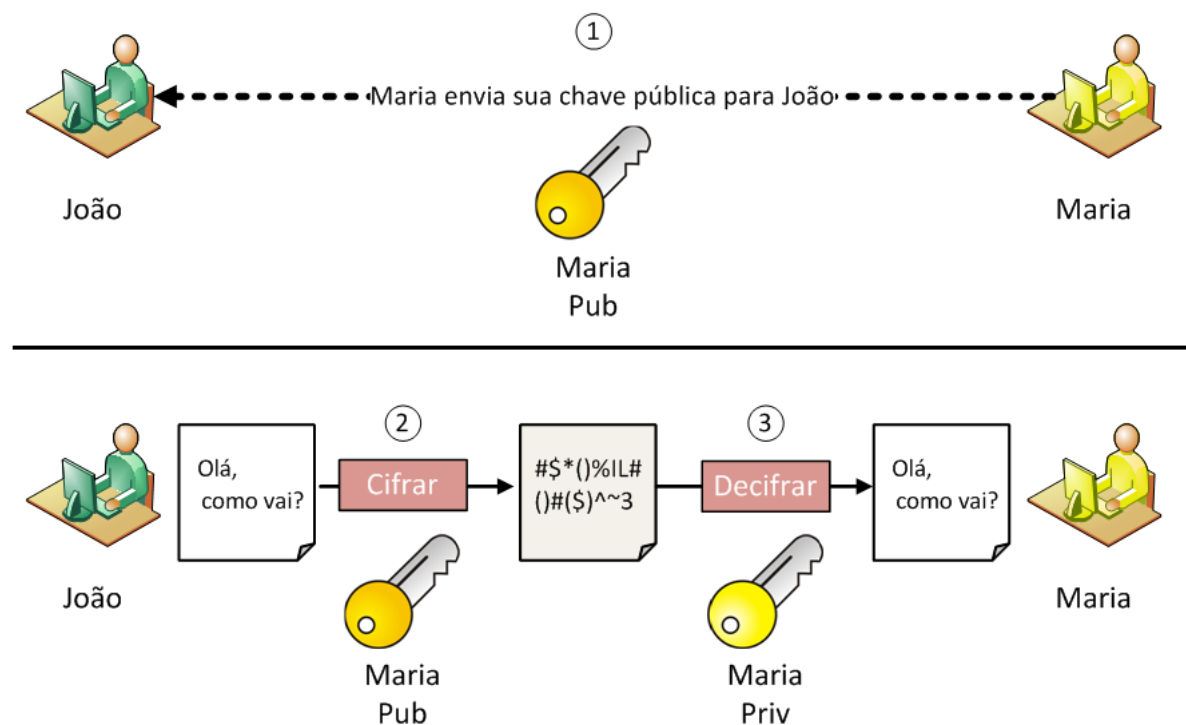 1
Maria envia sua chave pública para João
João
Maria
Maria
Pub
2
3
Olá,
como vai?
Cifrar
#$*()%IL#
()#($)^~3
Decifrar
Olá,
como vai?
João
Maria
Maria
Pub
Maria
Priv